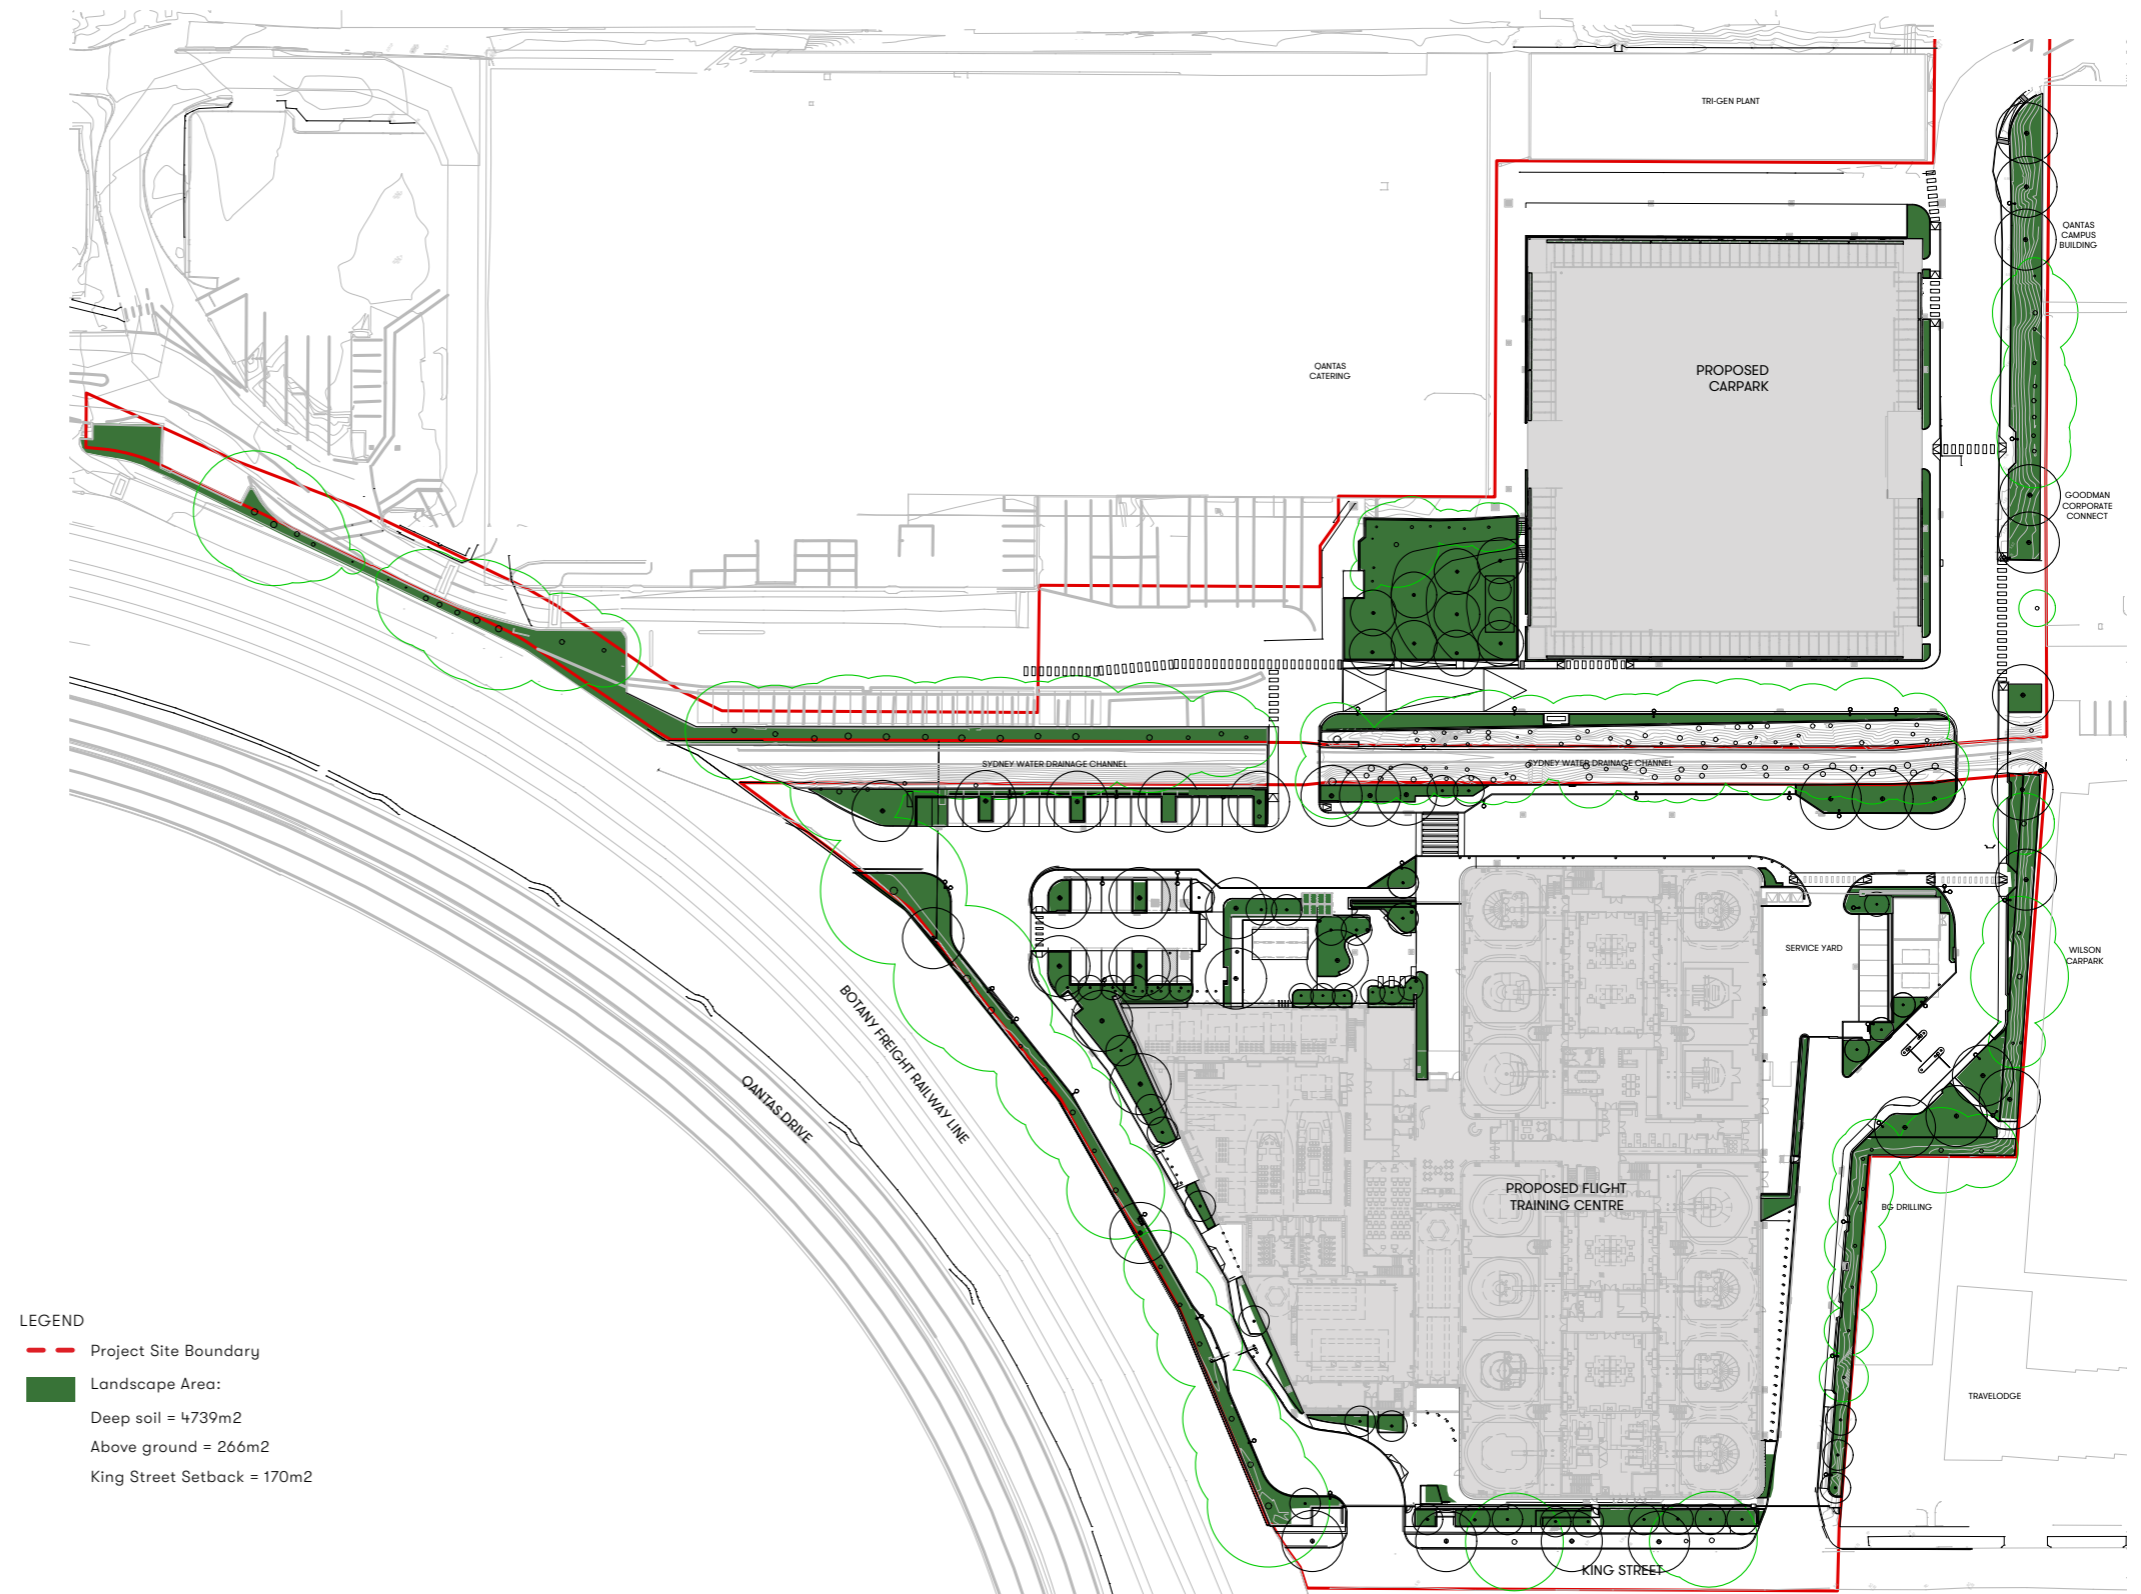 TRI-GEN PLANT
QANTAS
CAMPUS
BUILDING
QANTAS
CATERING
PROPOSED
CARPARK
GOODMAN
CORPORATE
CONNECT
SYDNEY WATER DRAINAGE CHANNEL
SYDNEY WATER DRAINAGE CHANNEL
SERVICE YARD
WILSON
CARPARK
BOTANY FREIGHT RAILWAY LINE
QANTAS DRIVE
PROPOSED FLIGHT
TRAINING CENTRE
BG DRILLING
TRAVELODGE
KING STREET
LEGEND
Project Site Boundary
Landscape Area:
Deep soil = 4739m2
Above ground = 266m2
King Street Setback = 170m2